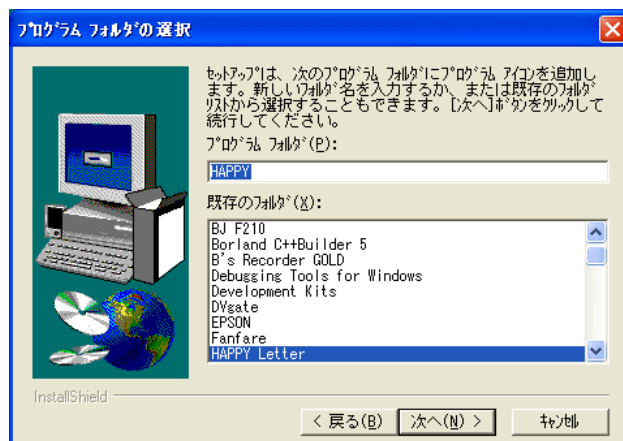 ﾌﾟﾛｸﾞﾗﾑ ﾌｫﾙﾀﾞの選択
ｾｯﾄｱｯﾌﾟは、次のﾌﾟﾛｸﾞﾗﾑ ﾌｫﾙﾀﾞにﾌﾟﾛｸﾞﾗﾑ ｱｲｺﾝを追加し
ます。新しいﾌｫﾙﾀﾞ名を入力するか、または既存のﾌｫﾙﾀﾞ
ﾘｽﾄから選択することもできます。[次へ]ﾎﾞﾀﾝをｸﾘｯｸして
続行してください。
ﾌﾟﾛｸﾞﾗﾑ ﾌｫﾙﾀﾞ(P):
HAPPY
既存のﾌｫﾙﾀﾞ(X):
BJ F210
Borland C++Builder 5
B's Recorder GOLD
Debugging Tools for Windows
Development Kits
DVgate
EPSON
Fanfare
HAPPY Letter
InstallShield
< 戻る(B) 次へ(N) > ｷｬﾝｾﾙ